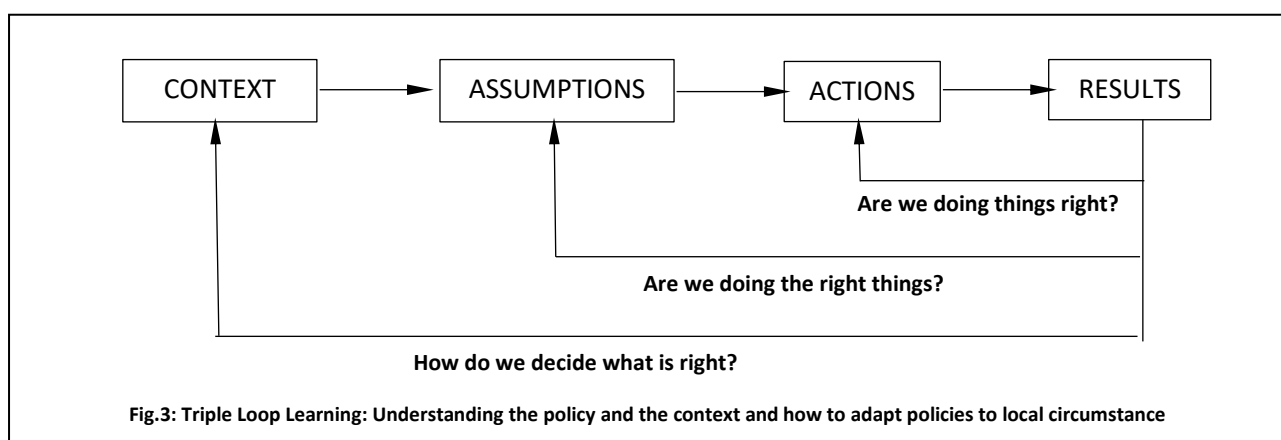 CONTEXT
ASSUMPTIONS
ACTIONS
RESULTS
Are we doing things right?
Are we doing the right things?
How do we decide what is right?
Fig.3: Triple Loop Learning: Understanding the policy and the context and how to adapt policies to local circumstance